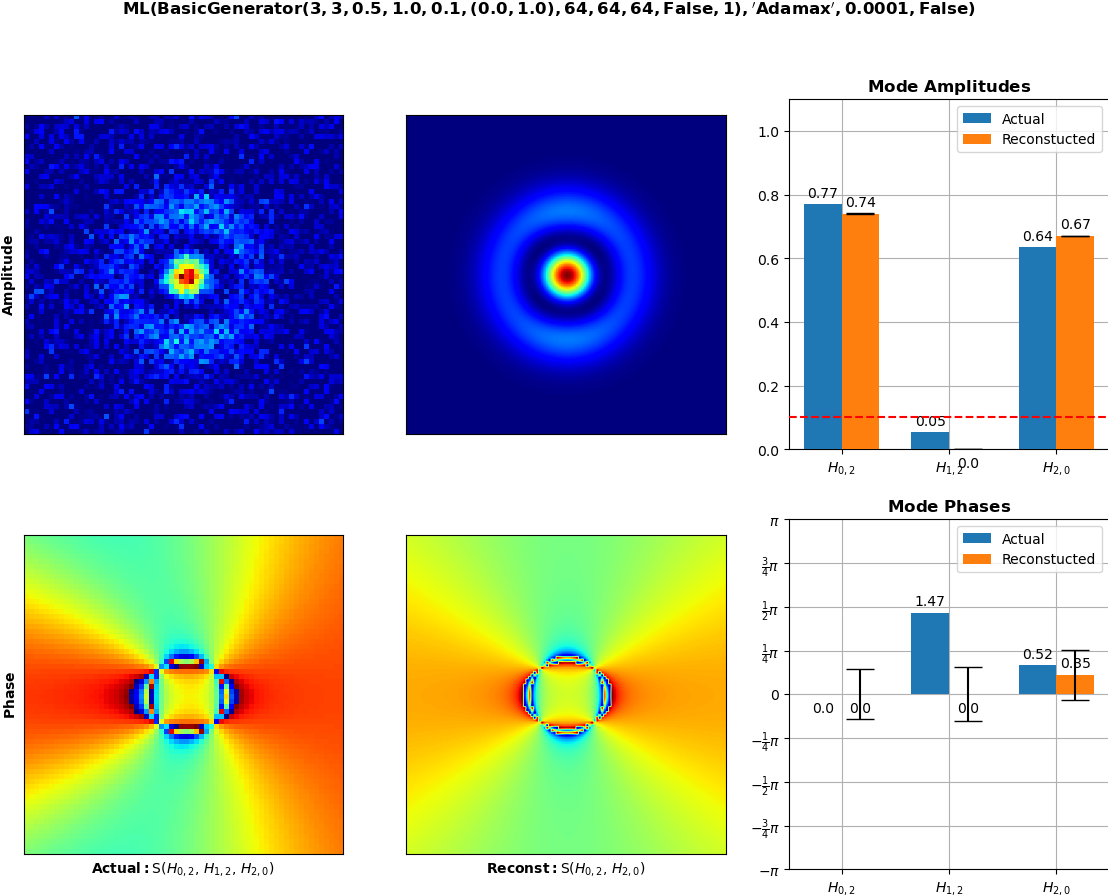 ML(BasicGenerator(3, 3, 0.5, 1.0, 0.1, (0.0, 1.0), 64, 64, 64, False, 1), ′Adamax′, 0.0001, False)
Amplitude
Mode Amplitudes
Actual
Reconstucted
1.0
0.8
0.6
0.4
0.2
0.0
0.77
0.74
0.05
0.0
0.64
0.67
H0,2
H1,2
H2,0
Phase
Actual: S(H0,2, H1,2, H2,0)
Reconst: S(H0,2, H2,0)
Mode Phases
Actual
Reconstucted
π
3/4π
1/2π
1/4π
0
−1/4π
−1/2π
−3/4π
−π
0.0
0.0
1.47
0.0
0.52
0.35
H0,2
H1,2
H2,0